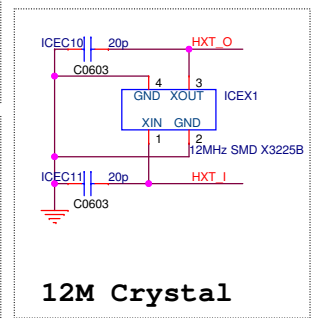 ICEC10 20p HXT_O
C0603
4 3
GND XOUT ICEX1
XIN GND
1 2
12MHz SMD X3225B
ICEC11 20p HXT_I
C0603
12M Crystal